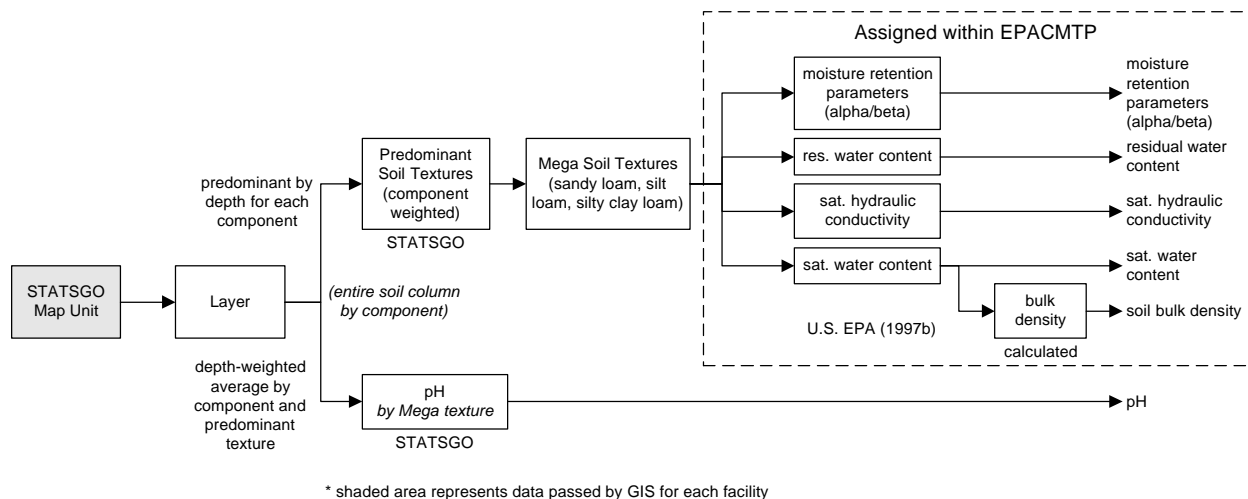 Assigned within EPACMTP
moisture retention
parameters
(alpha/beta)
moisture
retention
parameters
(alpha/beta)
res. water content
residual water
content
sat. hydraulic
conductivity
sat. hydraulic
conductivity
sat. water content
sat. water
content
bulk
density
soil bulk density
calculated
U.S. EPA (1997b)
Predominant
Soil Textures
(component
weighted)
STATSGO
Mega Soil Textures
(sandy loam, silt
loam, silty clay loam)
predominant by
depth for each
component
STATSGO
Map Unit
Layer
(entire soil column
by component)
depth-weighted
average by
component and
predominant
texture
pH
by Mega texture
STATSGO
pH
* shaded area represents data passed by GIS for each facility